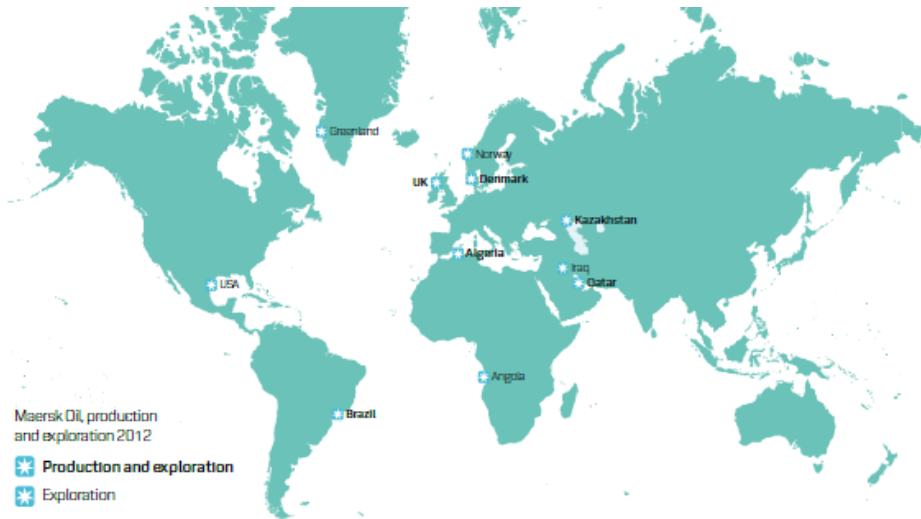 Greenland
Norway
UK
Denmark
Kazakhstan
Algeria
Iraq
USA
Qatar
Angola
Brazil
Maersk Oil, production
and exploration 2012
Production and exploration
Exploration